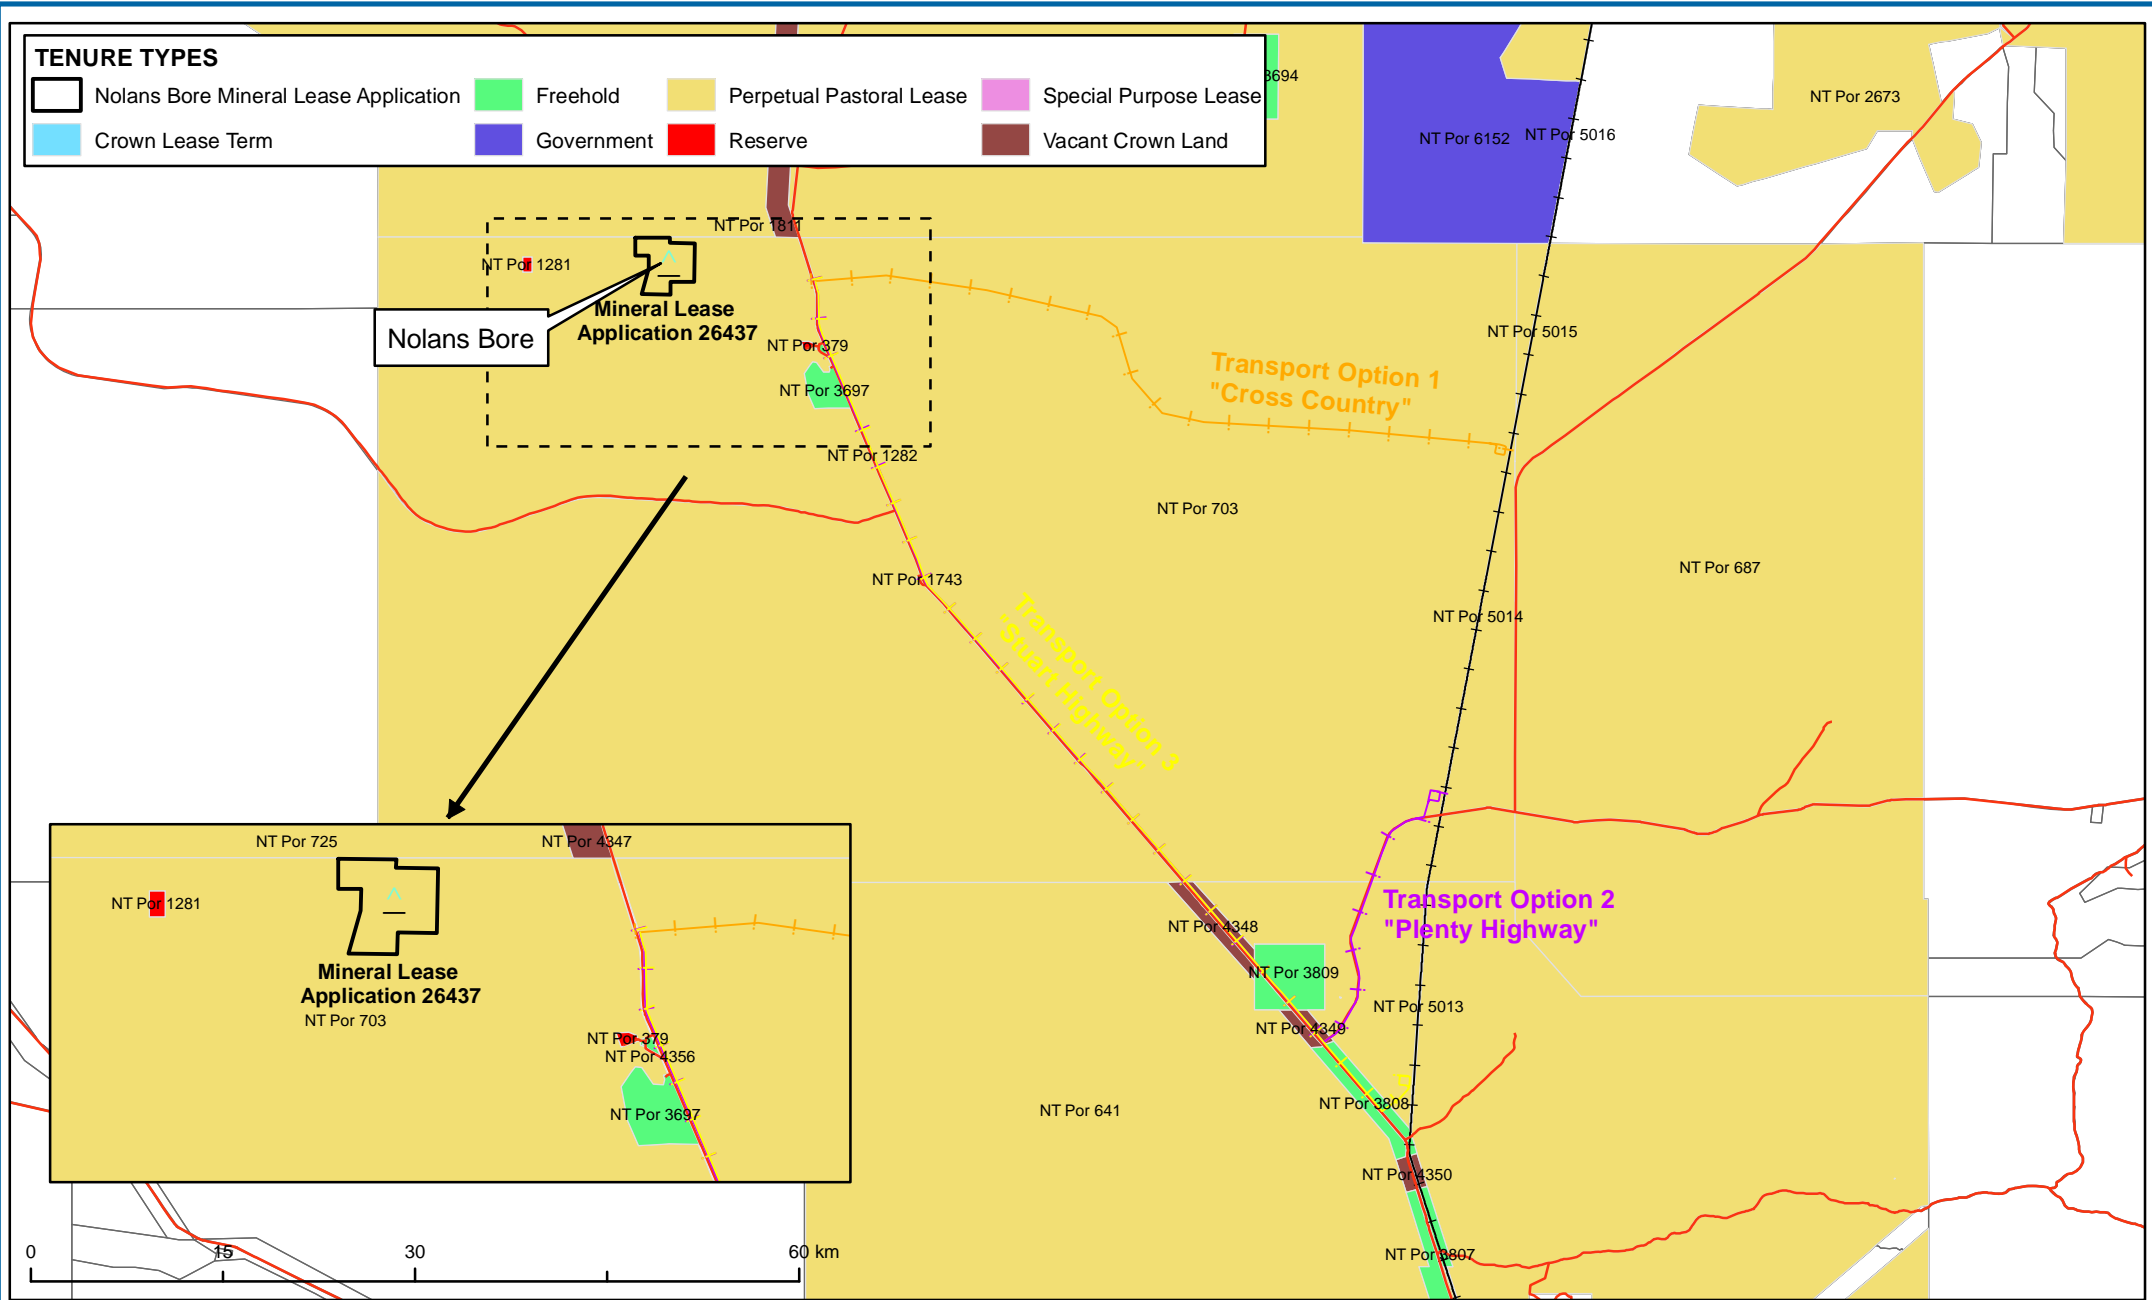 TENURE TYPES
Nolans Bore Mineral Lease Application
Freehold
Perpetual Pastoral Lease
Special Purpose Lease
Crown Lease Term
Government
Reserve
Vacant Crown Land
3694
NT Por 6152
NT Por 5016
NT Por 2673
NT Por 1811
NT Por 1281
Mineral Lease
Application 26437
Nolans Bore
NT Por 379
NT Por 3697
NT Por 5015
Transport Option 1
"Cross Country"
NT Por 1282
NT Por 703
NT Por 687
NT Por 1743
NT Por 5014
Transport Option 3
"Stuart Highway"
Transport Option 2
"Plenty Highway"
NT Por 4348
NT Por 3809
NT Por 5013
NT Por 4349
NT Por 3808
NT Por 641
NT Por 4350
NT Por 3807
NT Por 725
NT Por 4347
NT Por 1281
Mineral Lease
Application 26437
NT Por 703
NT Por 379
NT Por 4356
NT Por 3697
0 15 30 60 km